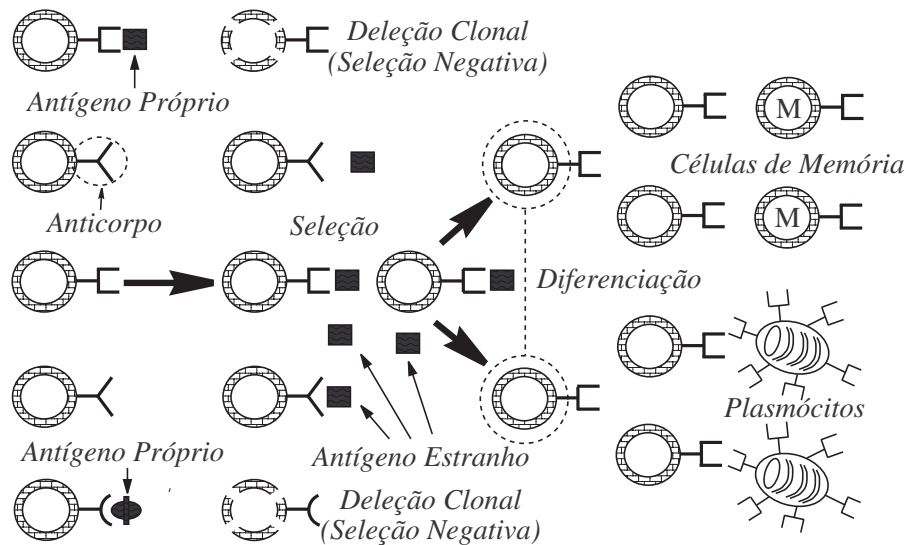 Deleção Clonal
(Seleção Negativa)
Antígeno Próprio
M
Células de Memória
Anticorpo
Seleção
M
Diferenciação
Plasmócitos
Antígeno Próprio
Antígeno Estranho
Deleção Clonal
(Seleção Negativa)